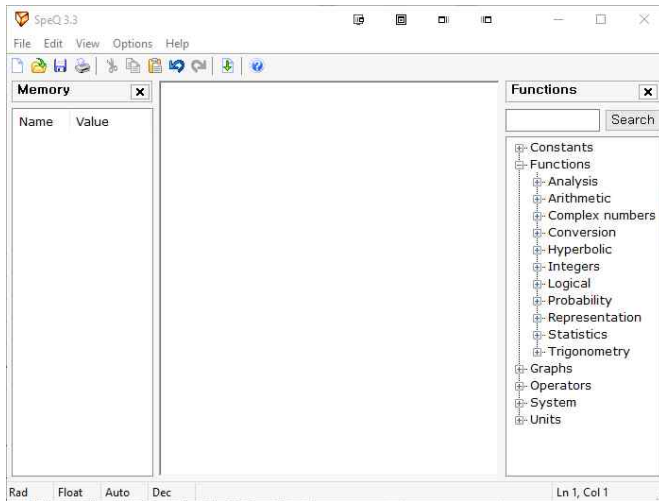 SpeQ 3.3
File Edit View Options Help
Memory
Name Value
Functions
Search
Constants
Functions
Analysis
Arithmetic
Complex numbers
Conversion
Hyperbolic
Integers
Logical
Probability
Representation
Statistics
Trigonometry
Graphs
Operators
System
Units
Rad Float Auto Dec Ln 1, Col 1